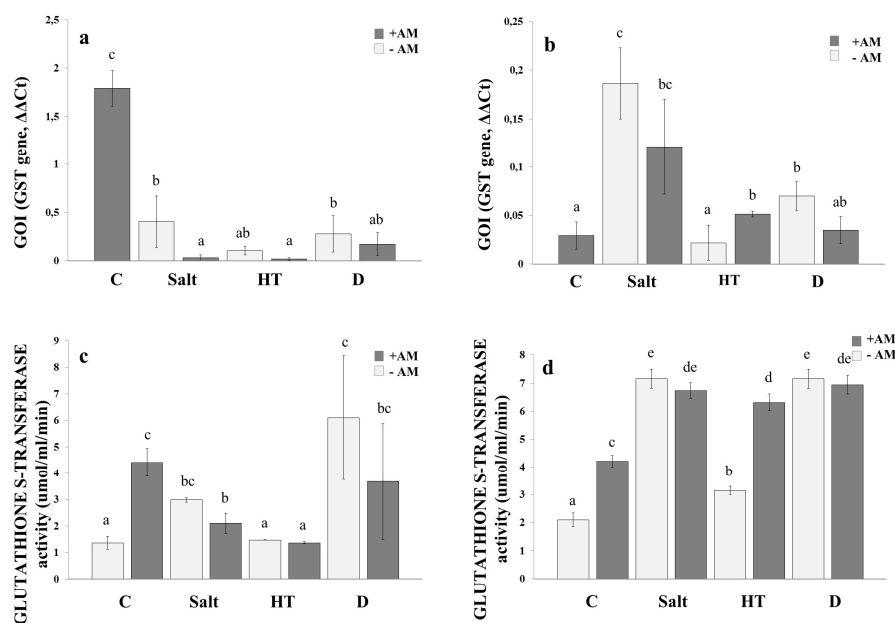 a
+AM
- AM
GOI (GST gene, ΔΔCt)
2,5
2
1,5
1
0,5
0
c
b
a
ab
a
b
ab
C Salt HT D
b
+AM
- AM
GOI (GST gene, ΔΔCt)
0,25
0,2
0,15
0,1
0,05
0
a
c
bc
a
b
b
ab
C Salt HT D
c
+AM
- AM
GLUTATHIONE S-TRANSFERASE
activity (umol/ml/min)
9
8
7
6
5
4
3
2
1
0
a
c
bc
b
a
a
c
bc
C Salt HT D
d
+AM
- AM
GLUTATHIONE S-TRANSFERASE
activity (umol/ml/min)
8
7
6
5
4
3
2
1
0
a
c
e
de
b
d
e
de
C Salt HT D